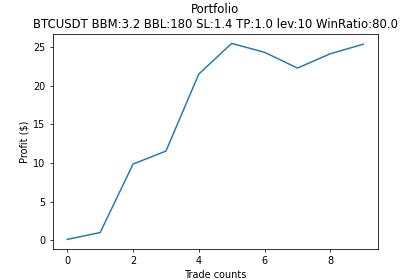 Portfolio
BTCUSDT BBM:3.2 BBL:180 SL:1.4 TP:1.0 lev:10 WinRatio:80.0
25
20
15
10
5
0
Profit ($)
0 2 4 6 8
Trade counts